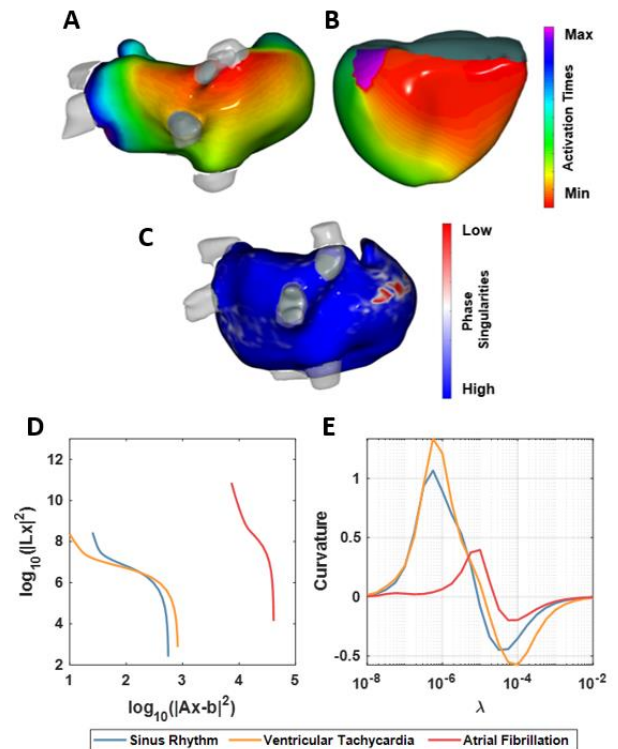 A
B
Max
Activation Times
Min
C
Low
Phase
Singularities
High
D
E
12
10
8
6
4
2
log₁₀(|Lx|²)
1
2
3
4
5
log₁₀(|Ax-b|²)
1
0.5
0
-0.5
Curvature
10⁻⁸
10⁻⁶
10⁻⁴
10⁻²
λ
Sinus Rhythm
Ventricular Tachycardia
Atrial Fibrillation